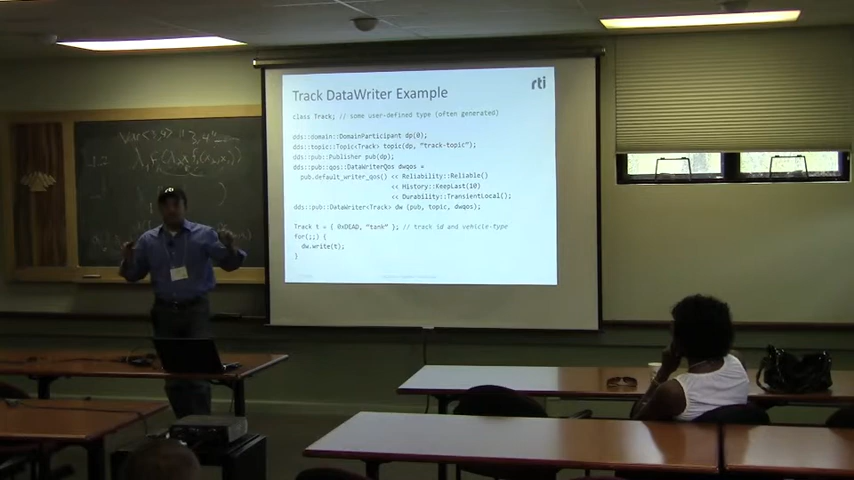 Track DataWriter Example
rti
class Track; // some user-defined type (often generated)
dds::domain::DomainParticipant dp(0);
dds::topic::Topic<Track> topic(dp, "track-topic");
dds::pub::Publisher pub(dp);
dds::pub::qos::DataWriterQos dwqos =
pub.default_writer_qos() << Reliability::Reliable()
<< History::KeepLast(10)
<< Durability::TransientLocal();
dds::pub::DataWriter<Track> dw (pub, topic, dwqos);
Track t = { 0xDEAD, "tank" }; // track id and vehicle-type
for(;;) {
dw.write(t);
}